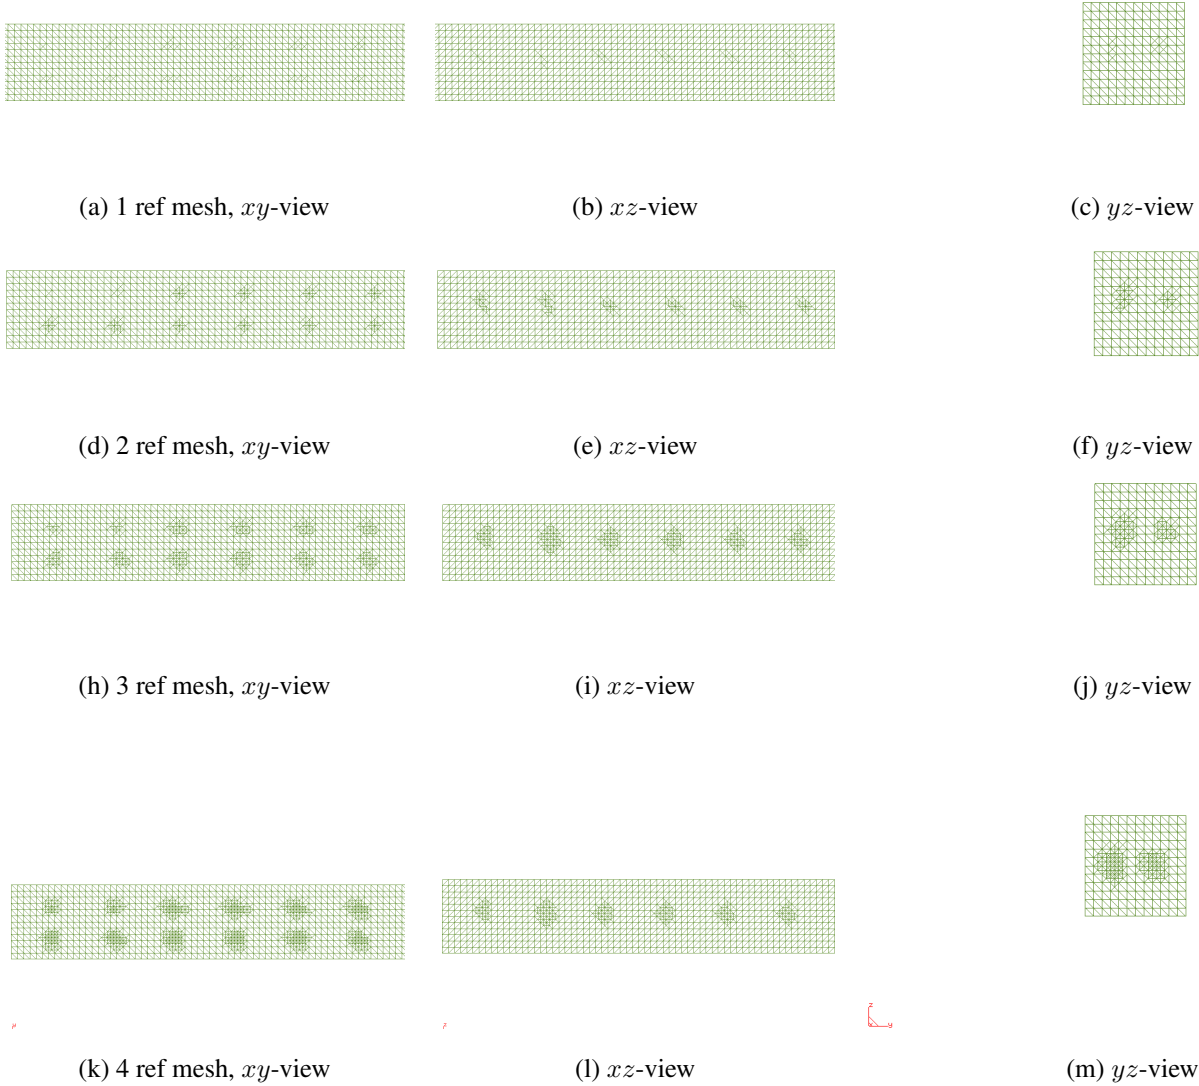 (a) 1 ref mesh, xy-view (b) xz-view (c) yz-view
(d) 2 ref mesh, xy-view (e) xz-view (f) yz-view
(h) 3 ref mesh, xy-view (i) xz-view (j) yz-view
z
y
(k) 4 ref mesh, xy-view (l) xz-view (m) yz-view